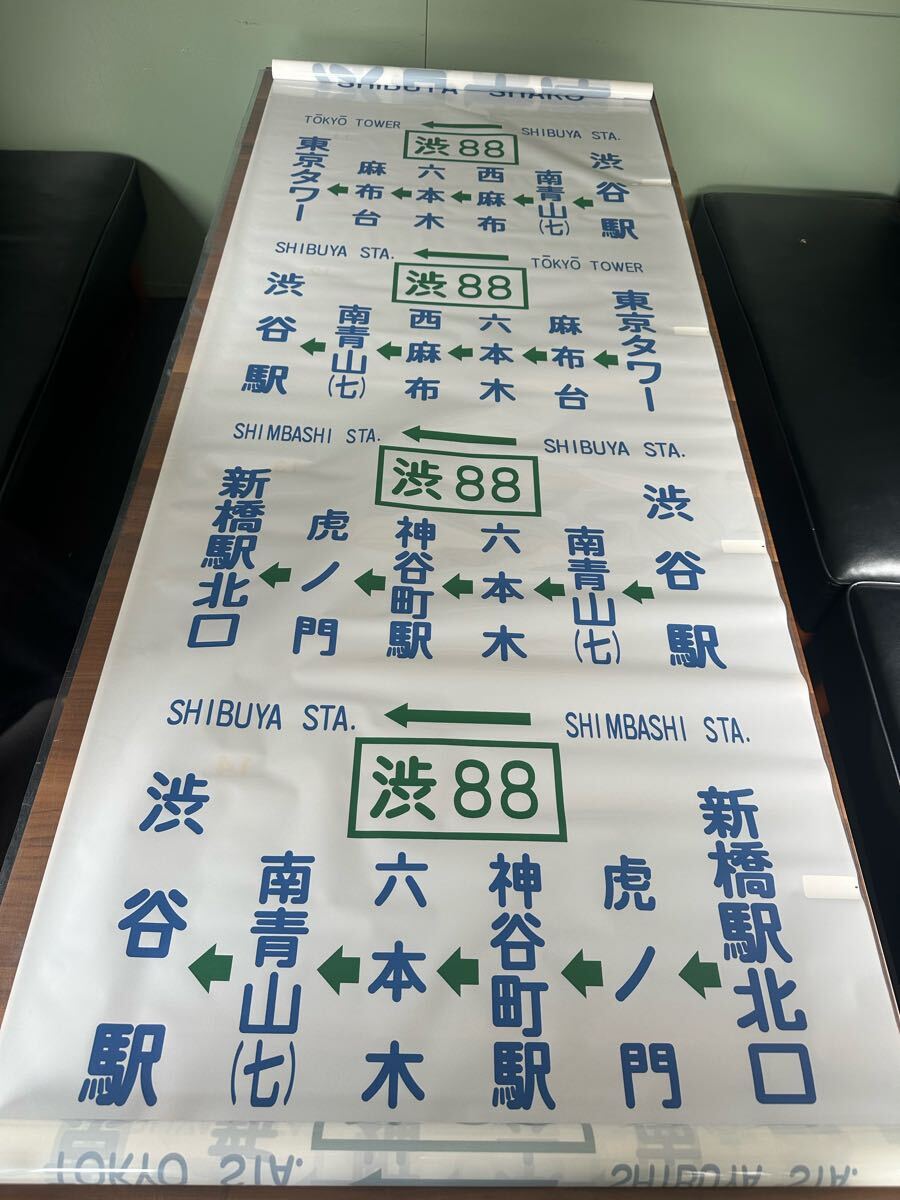 SHIBUYA SHAKO
TŌKYŌ TOWER
SHIBUYA STA.
渋88
渋谷駅
南青山(七)
西麻布
六本木
麻布台
東京タワー
SHIBUYA STA.
TŌKYŌ TOWER
渋88
東京タワー
麻布台
六本木
西麻布
南青山(七)
渋谷駅
SHIMBASHI STA.
SHIBUYA STA.
渋88
渋谷駅
南青山(七)
六本木
神谷町駅
虎ノ門
新橋駅北口
SHIBUYA STA.
SHIMBASHI STA.
渋88
新橋駅北口
虎ノ門
神谷町駅
六本木
南青山(七)
渋谷駅
TOKYO STA.
SHIBUYA STA.